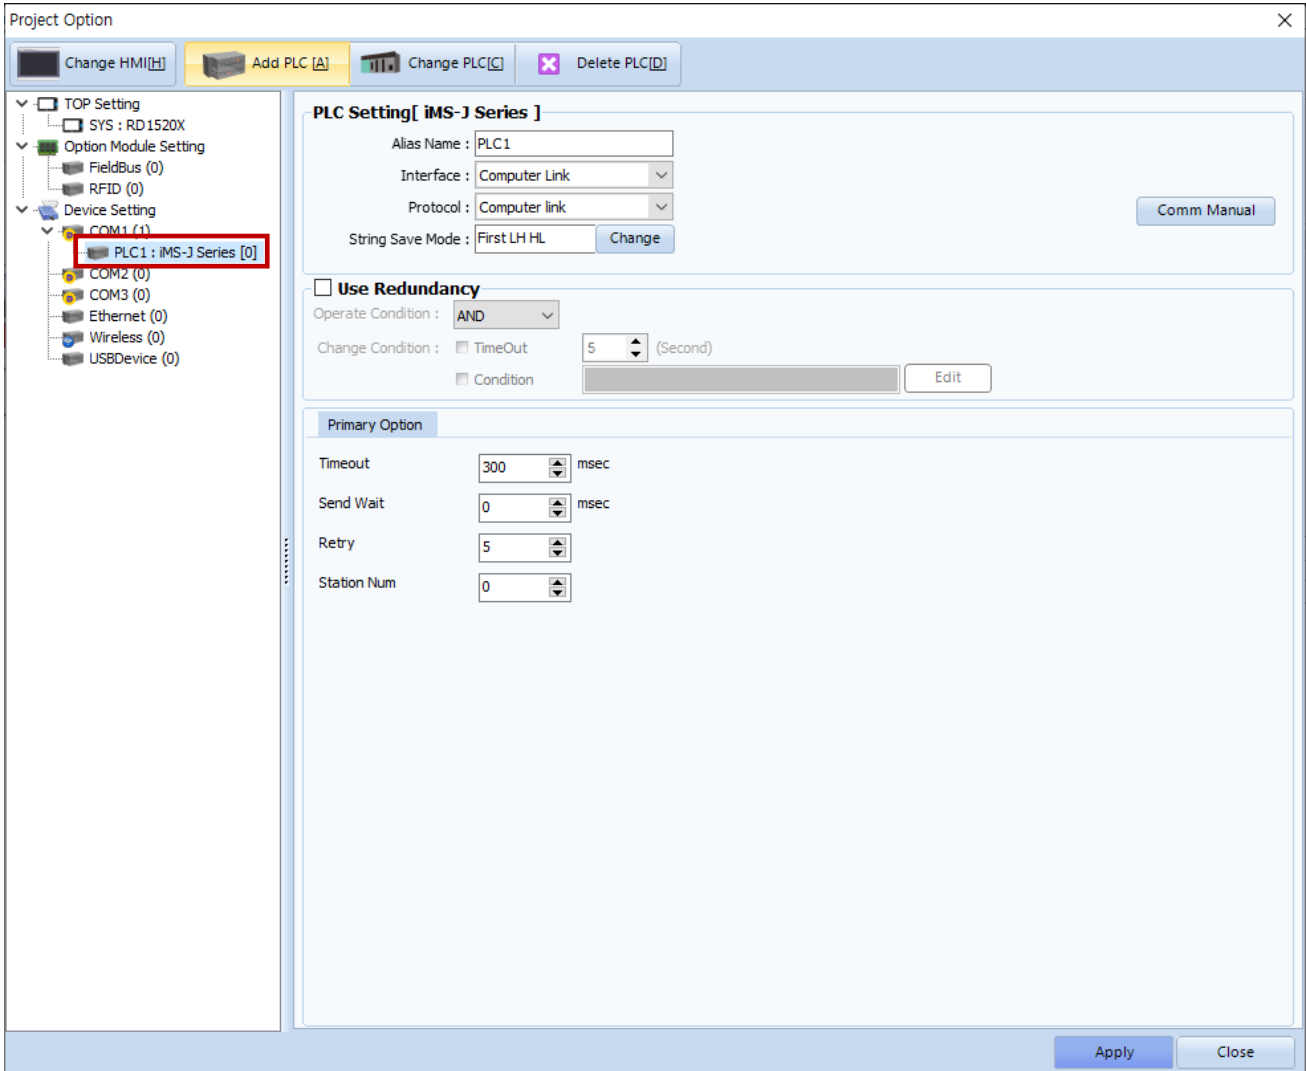 Project Option
Change HMI[H] Add PLC [A] Change PLC[C] Delete PLC[D]
TOP Setting
SYS : RD1520X
Option Module Setting
FieldBus (0)
RFID (0)
Device Setting
COM1 (1)
PLC1 : iMS-J Series [0]
COM2 (0)
COM3 (0)
Ethernet (0)
Wireless (0)
USBDevice (0)
PLC Setting[ iMS-J Series ]
Alias Name : PLC1
Interface : Computer Link
Protocol : Computer link
Comm Manual
String Save Mode : First LH HL Change
Use Redundancy
Operate Condition : AND
Change Condition : TimeOut 5 (Second)
Condition Edit
Primary Option
Timeout 300 msec
Send Wait 0 msec
Retry 5
Station Num 0
Apply Close